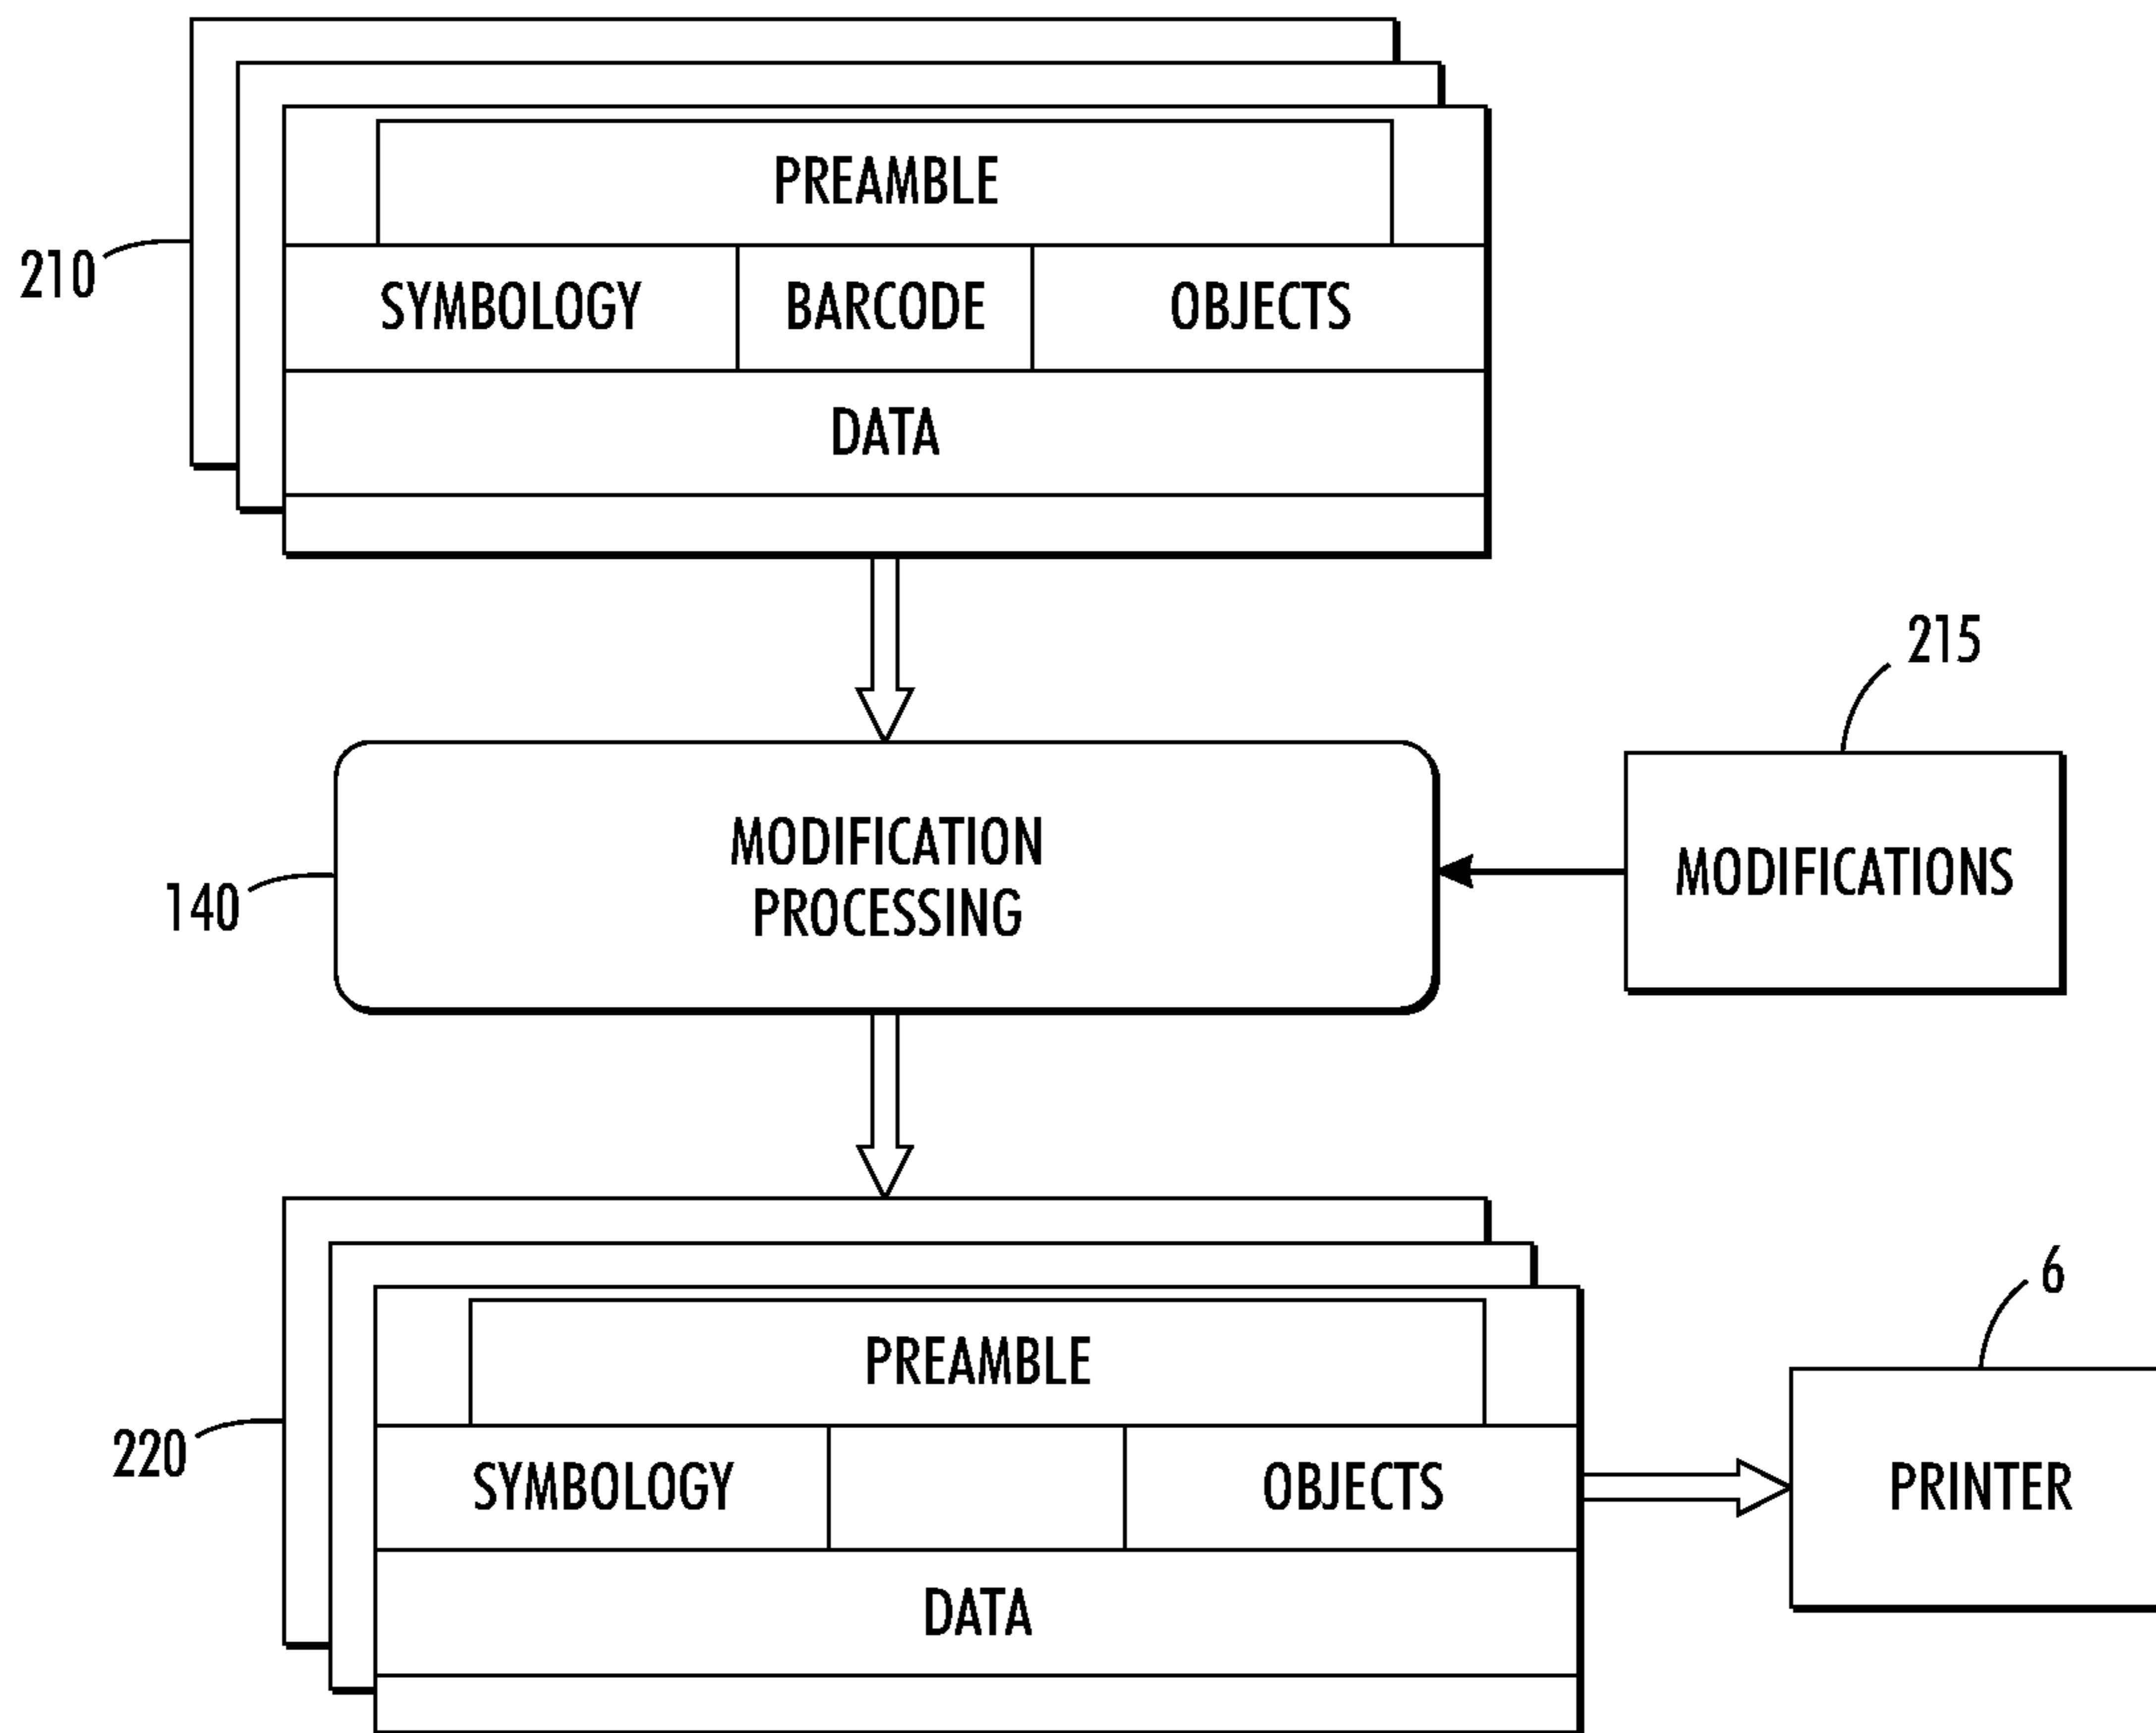 PREAMBLE
210
SYMBOLOGY BARCODE OBJECTS
DATA
215
MODIFICATION
PROCESSING
140
MODIFICATIONS
6
PREAMBLE
220
SYMBOLOGY OBJECTS
PRINTER
DATA